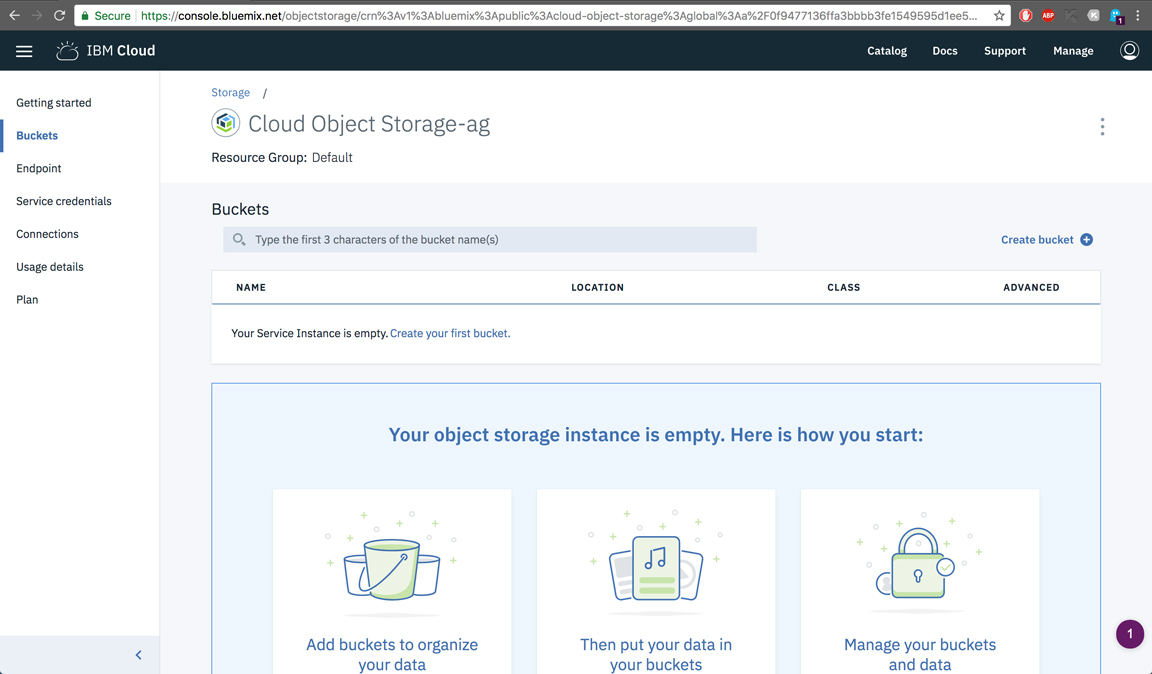 Secure https://console.bluemix.net/objectstorage/crn%3Av1%3Abluemix%3Apublic%3Acloud-object-storage%3Aglobal%3Aa%2F0f9477136ffa3bbbb3fe1549595d1ee5...
ABP
K
1
IBM Cloud
Catalog
Docs
Support
Manage
Getting started
Buckets
Endpoint
Service credentials
Connections
Usage details
Plan
Storage /
Cloud Object Storage-ag
Resource Group: Default
Buckets
Type the first 3 characters of the bucket name(s)
Create bucket
NAME
LOCATION
CLASS
ADVANCED
Your Service Instance is empty. Create your first bucket.
Your object storage instance is empty. Here is how you start:
Add buckets to organize
your data
Then put your data in
your buckets
Manage your buckets
and data
1